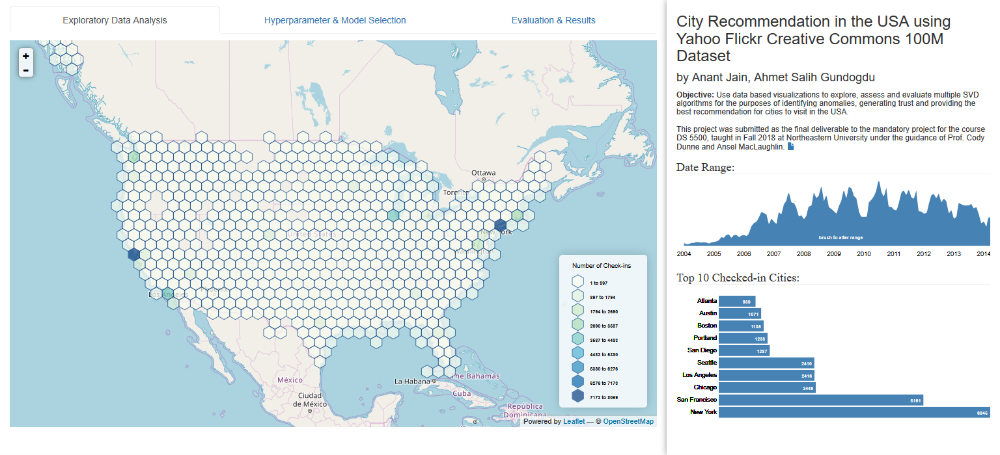 Exploratory Data Analysis
Hyperparameter & Model Selection
Evaluation & Results
+
-
Ottawa
Toronto
United States
New York
Washington
Phoenix
Los Angeles
México
Ciudad
de México
La Habana
The Bahamas
Cuba
República
Dominicana
Number of Check-ins
1 to 897
897 to 1794
1794 to 2690
2690 to 3587
3587 to 4483
4483 to 5380
5380 to 6276
6276 to 7173
7173 to 8069
Powered by Leaflet — © OpenStreetMap
City Recommendation in the USA using
Yahoo Flickr Creative Commons 100M
Dataset
by Anant Jain, Ahmet Salih Gundogdu
Objective: Use data based visualizations to explore, assess and evaluate multiple SVD
algorithms for the purposes of identifying anomalies, generating trust and providing the
best recommendation for cities to visit in the USA.
This project was submitted as the final deliverable to the mandatory project for the course
DS 5500, taught in Fall 2018 at Northeastern University under the guidance of Prof. Cody
Dunne and Ansel MacLaughlin.
Date Range:
brush to alter range
2004 2005 2006 2007 2008 2009 2010 2011 2012 2013 2014
Top 10 Checked-in Cities:
Atlanta 930
Austin 1071
Boston 1135
Portland 1233
San Diego 1287
Seattle 2410
Los Angeles 2416
Chicago 2449
San Francisco 5161
New York 6845